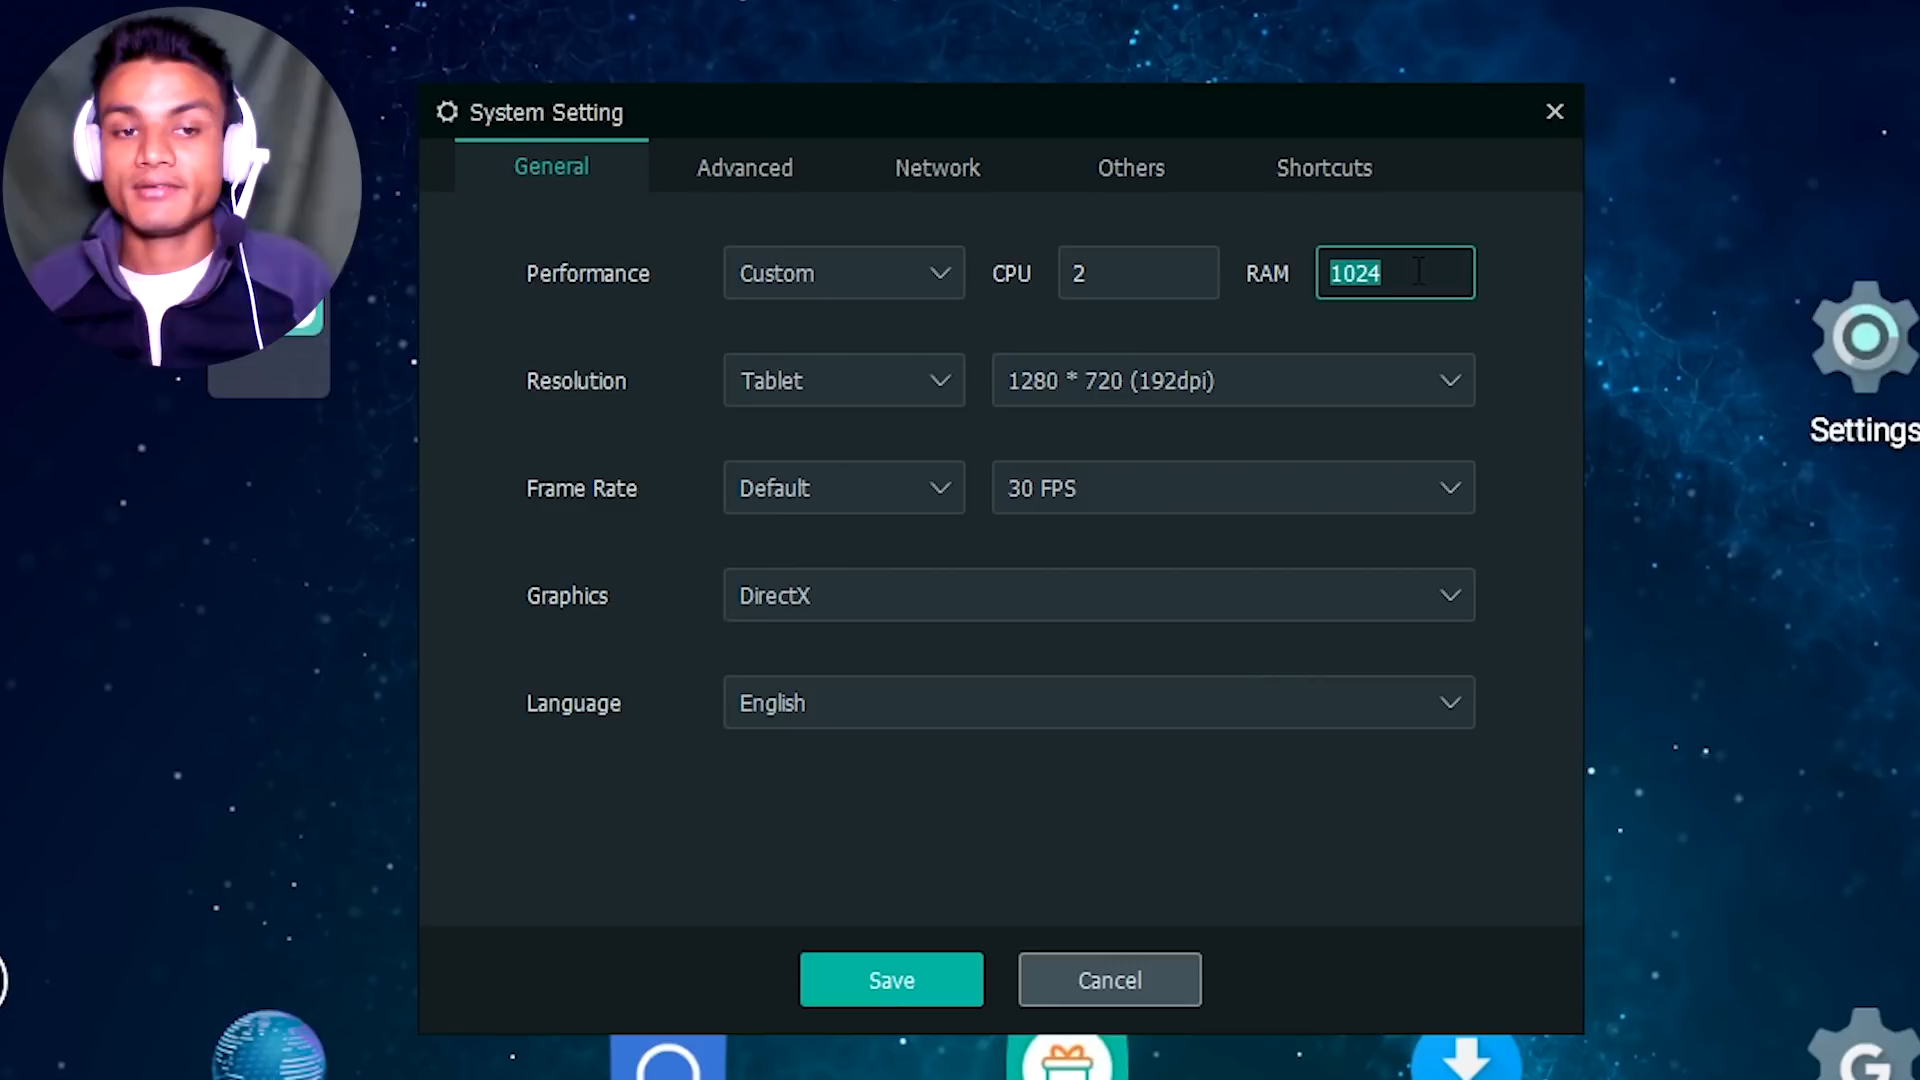 System Setting
General Advanced Network Others Shortcuts
Performance Custom CPU 2 RAM 1024
Resolution Tablet 1280 * 720 (192dpi)
Frame Rate Default 30 FPS
Graphics DirectX
Language English
Save Cancel
Settings
G